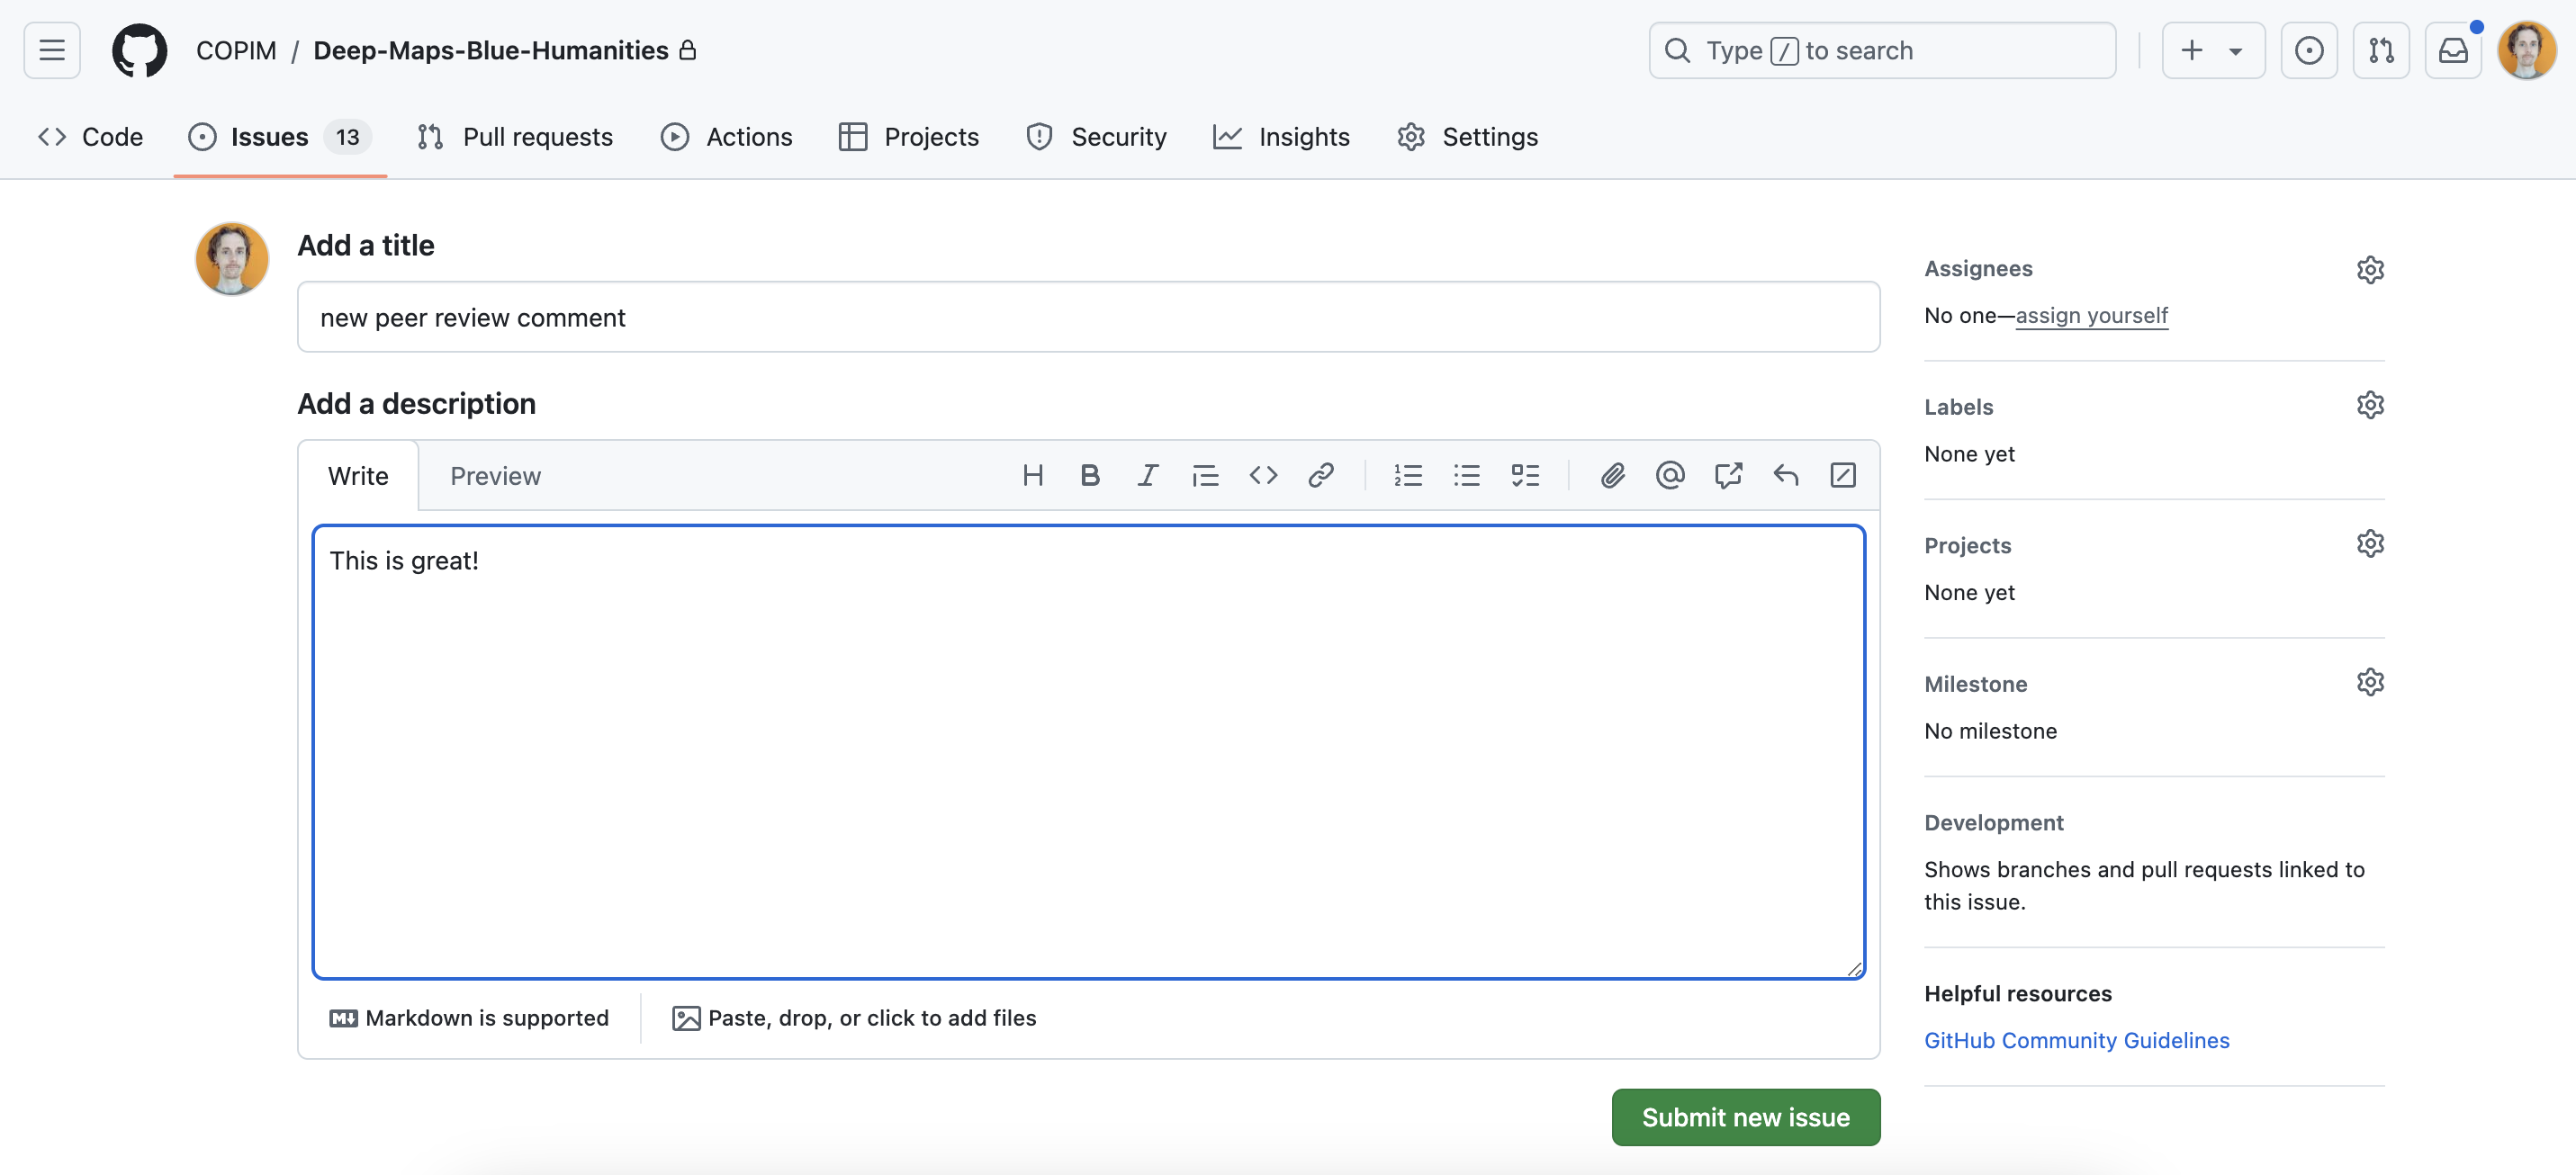 COPIM / Deep-Maps-Blue-Humanities
Type / to search
Code
Issues 13
Pull requests
Actions
Projects
Security
Insights
Settings
Add a title
new peer review comment
Add a description
Write
Preview
This is great!
Markdown is supported
Paste, drop, or click to add files
Submit new issue
Assignees
No one—assign yourself
Labels
None yet
Projects
None yet
Milestone
No milestone
Development
Shows branches and pull requests linked to
this issue.
Helpful resources
GitHub Community Guidelines